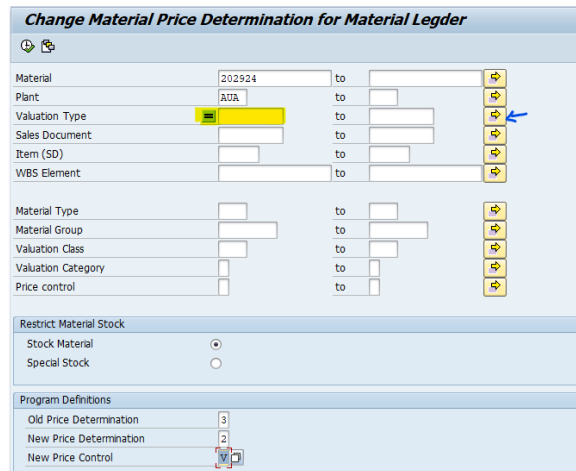 Change Material Price Determination for Material Legder
Material 202924 to
Plant AUA to
Valuation Type = to
Sales Document to
Item (SD) to
WBS Element to
Material Type to
Material Group to
Valuation Class to
Valuation Category to
Price control to
Restrict Material Stock
Stock Material
Special Stock
Program Definitions
Old Price Determination 3
New Price Determination 2
New Price Control V